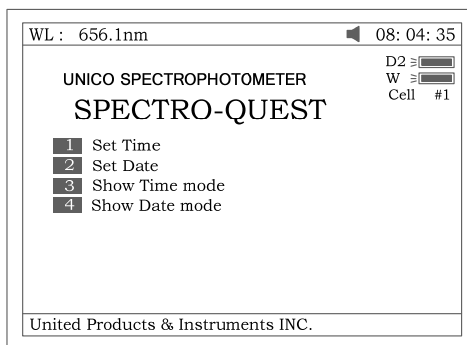 WL : 656.1nm 08: 04: 35
D2
W
Cell #1
UNICO SPECTROPHOTOMETER
SPECTRO-QUEST
1 Set Time
2 Set Date
3 Show Time mode
4 Show Date mode
United Products & Instruments INC.